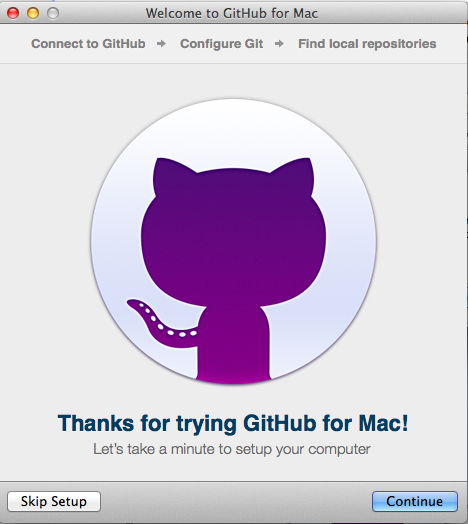 Welcome to GitHub for Mac
Connect to GitHub → Configure Git → Find local repositories
Thanks for trying GitHub for Mac!
Let's take a minute to setup your computer
Skip Setup
Continue